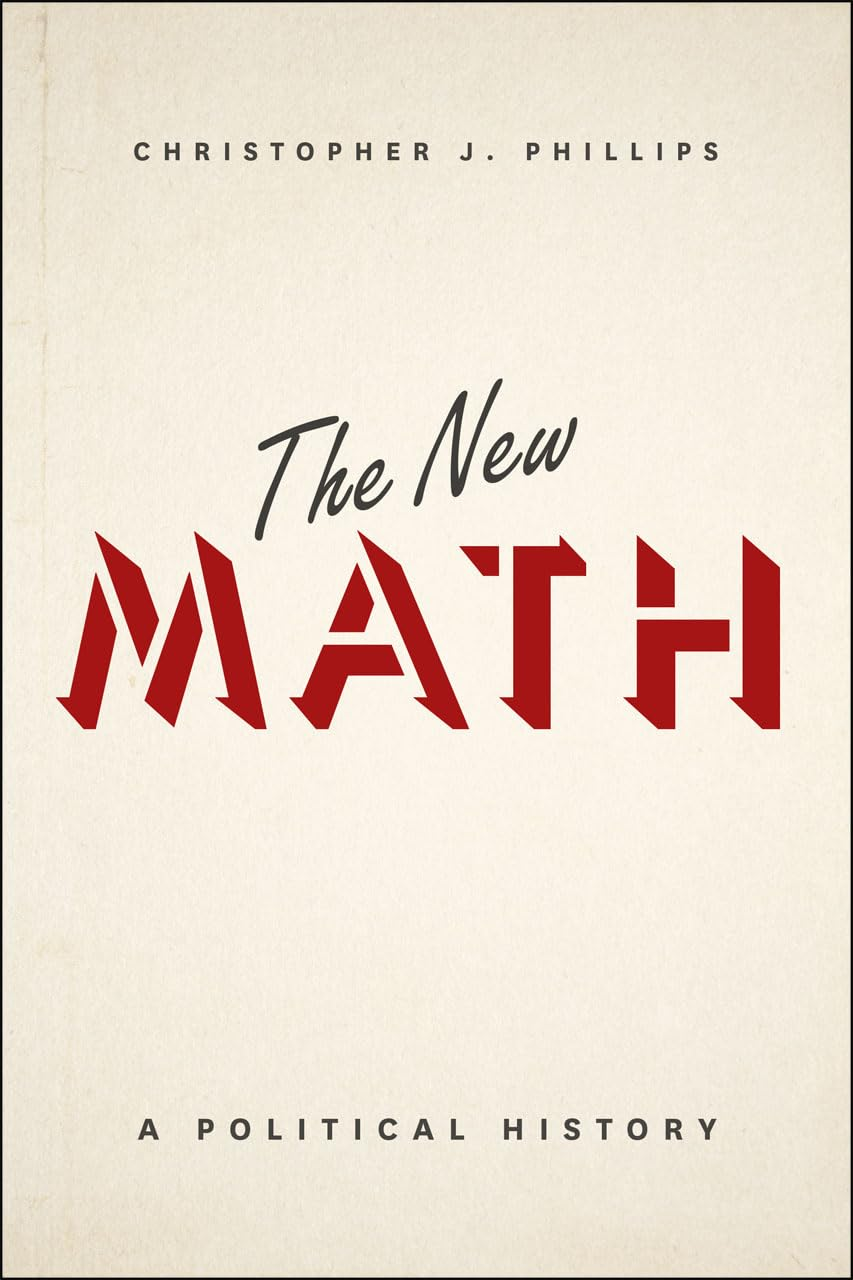 CHRISTOPHER J. PHILLIPS
The New
MATH
A POLITICAL HISTORY